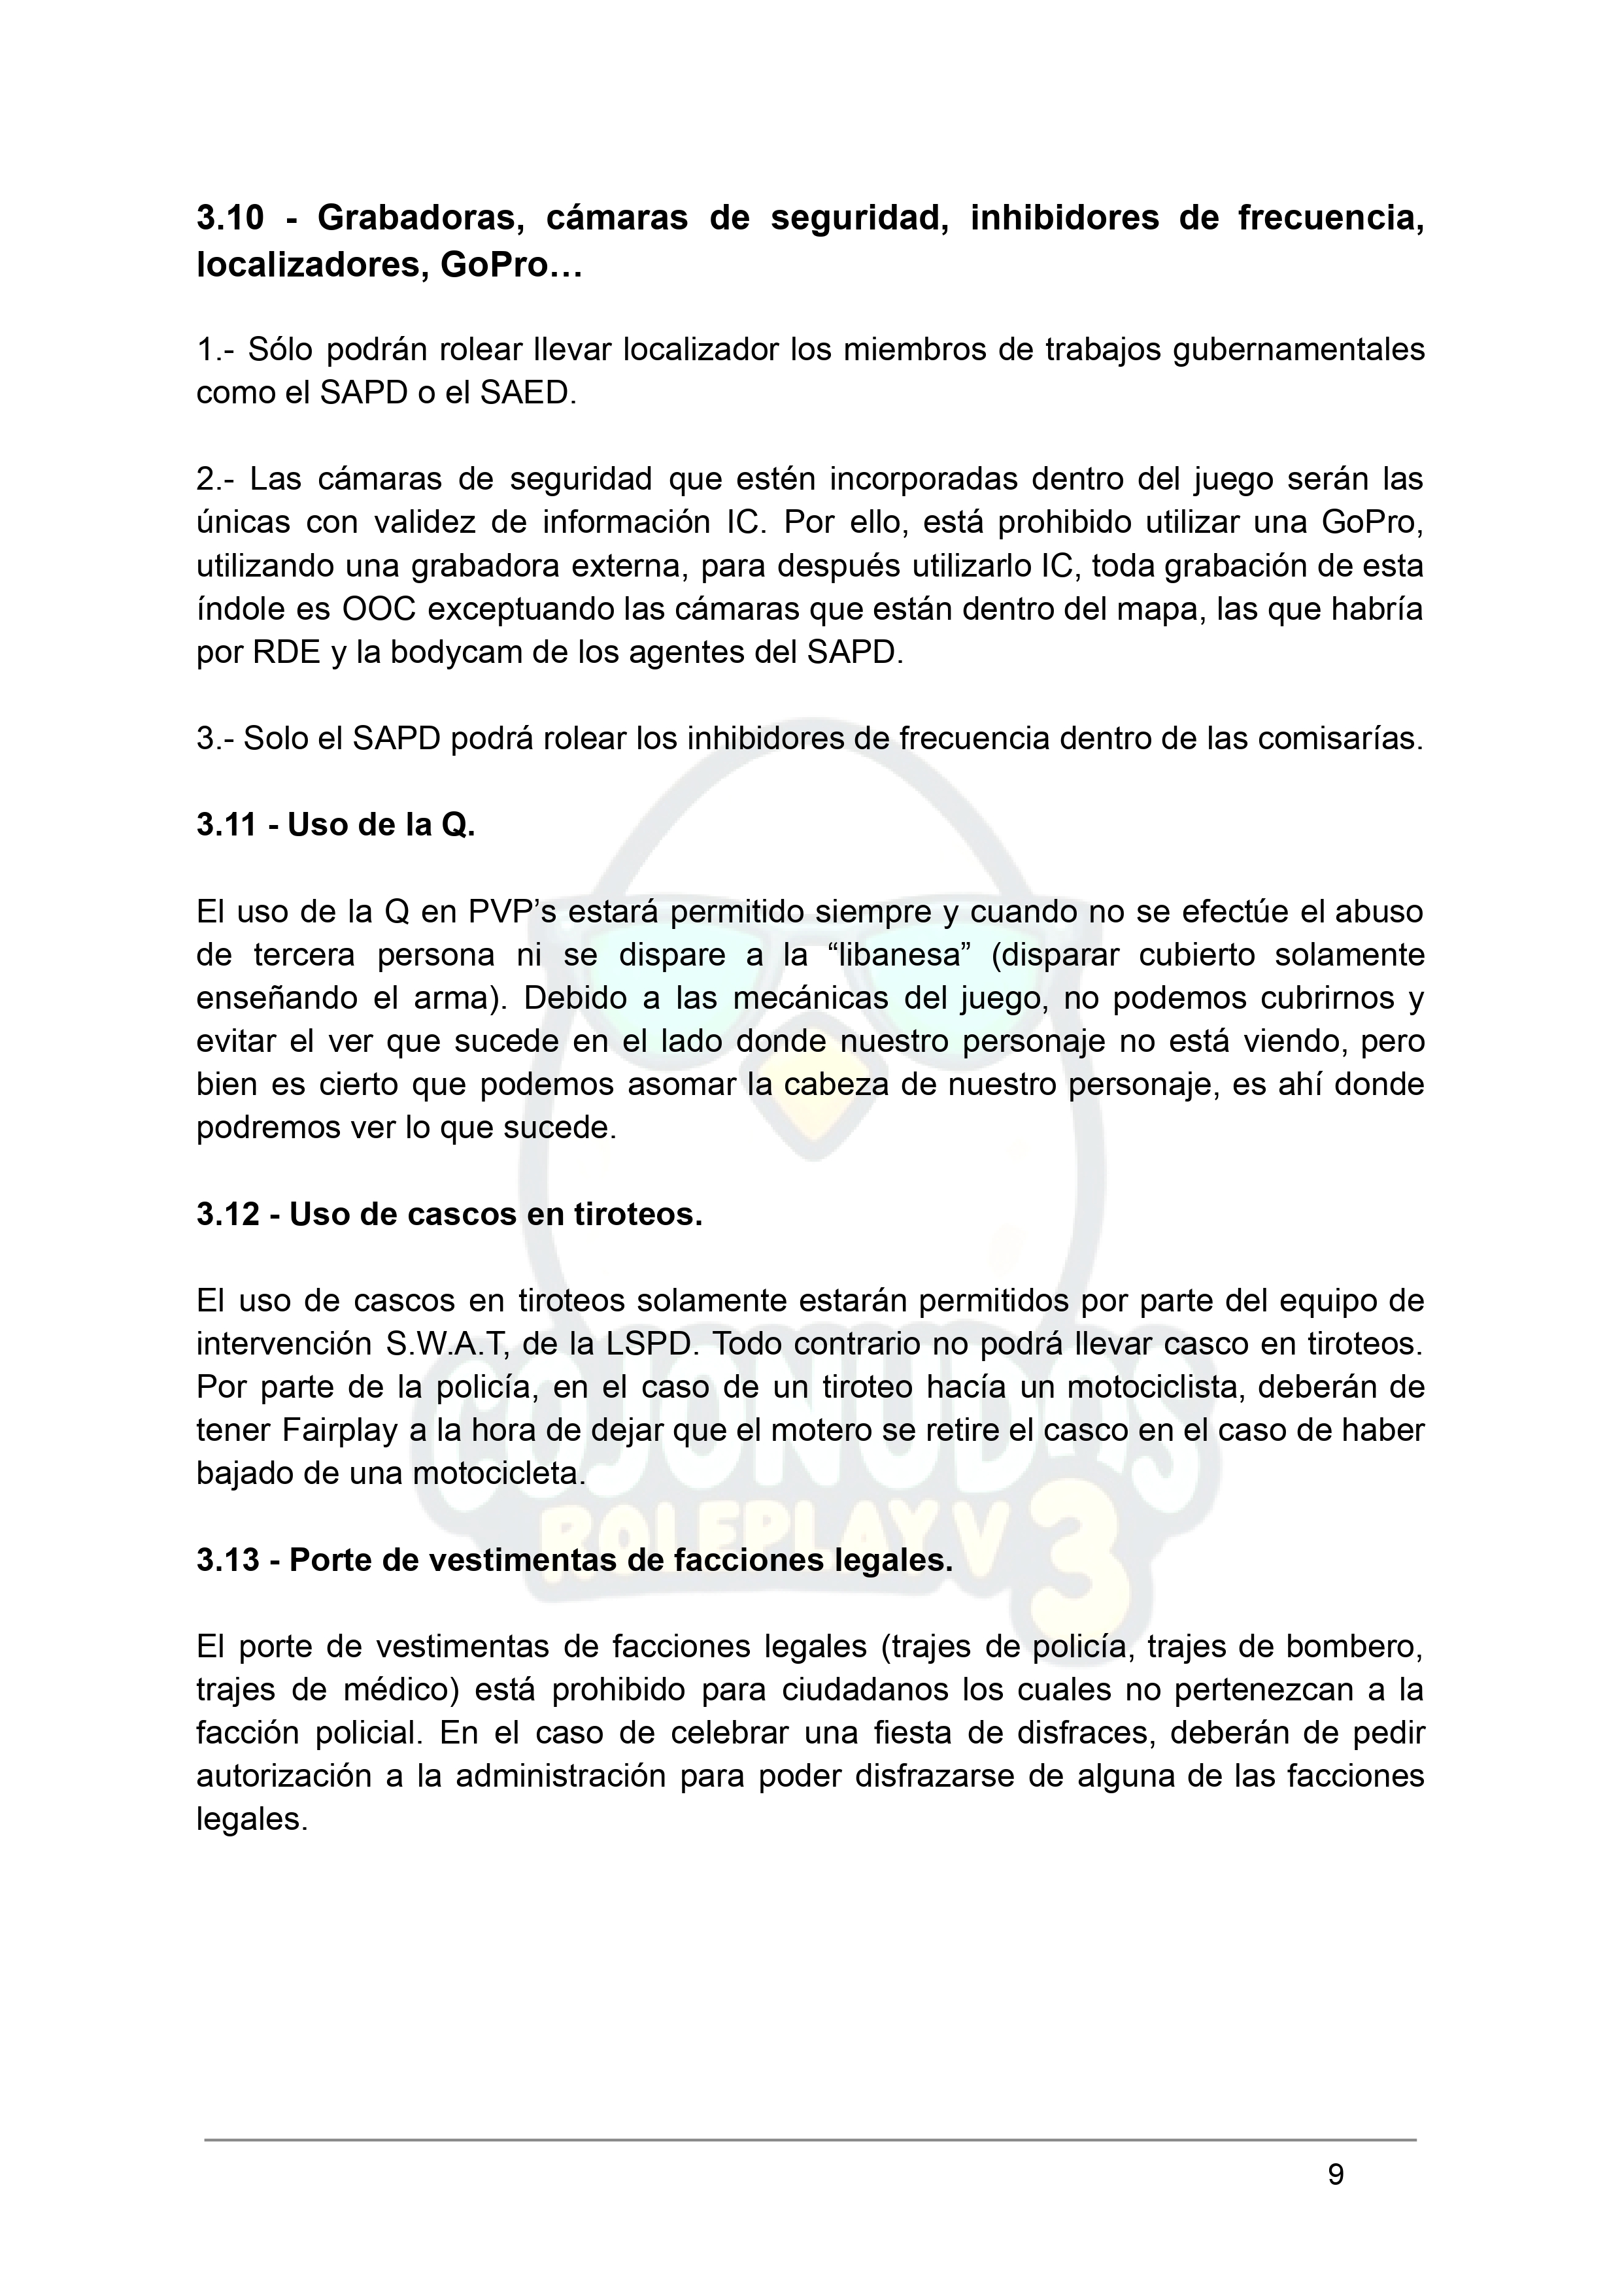 3.10 - Grabadoras, cámaras de seguridad, inhibidores de frecuencia,
localizadores, GoPro…
1.- Sólo podrán rolear llevar localizador los miembros de trabajos gubernamentales
como el SAPD o el SAED.
2.- Las cámaras de seguridad que estén incorporadas dentro del juego serán las
únicas con validez de información IC. Por ello, está prohibido utilizar una GoPro,
utilizando una grabadora externa, para después utilizarlo IC, toda grabación de esta
índole es OOC exceptuando las cámaras que están dentro del mapa, las que habría
por RDE y la bodycam de los agentes del SAPD.
3.- Solo el SAPD podrá rolear los inhibidores de frecuencia dentro de las comisarías.
3.11 - Uso de la Q.
El uso de la Q en PVP’s estará permitido siempre y cuando no se efectúe el abuso
de tercera persona ni se dispare a la “libanesa” (disparar cubierto solamente
enseñando el arma). Debido a las mecánicas del juego, no podemos cubrirnos y
evitar el ver que sucede en el lado donde nuestro personaje no está viendo, pero
bien es cierto que podemos asomar la cabeza de nuestro personaje, es ahí donde
podremos ver lo que sucede.
3.12 - Uso de cascos en tiroteos.
El uso de cascos en tiroteos solamente estarán permitidos por parte del equipo de
intervención S.W.A.T, de la LSPD. Todo contrario no podrá llevar casco en tiroteos.
Por parte de la policía, en el caso de un tiroteo hacía un motociclista, deberán de
tener Fairplay a la hora de dejar que el motero se retire el casco en el caso de haber
bajado de una motocicleta.
COJONUDOS
ROLEPLAY V3
3.13 - Porte de vestimentas de facciones legales.
El porte de vestimentas de facciones legales (trajes de policía, trajes de bombero,
trajes de médico) está prohibido para ciudadanos los cuales no pertenezcan a la
facción policial. En el caso de celebrar una fiesta de disfraces, deberán de pedir
autorización a la administración para poder disfrazarse de alguna de las facciones
legales.
9